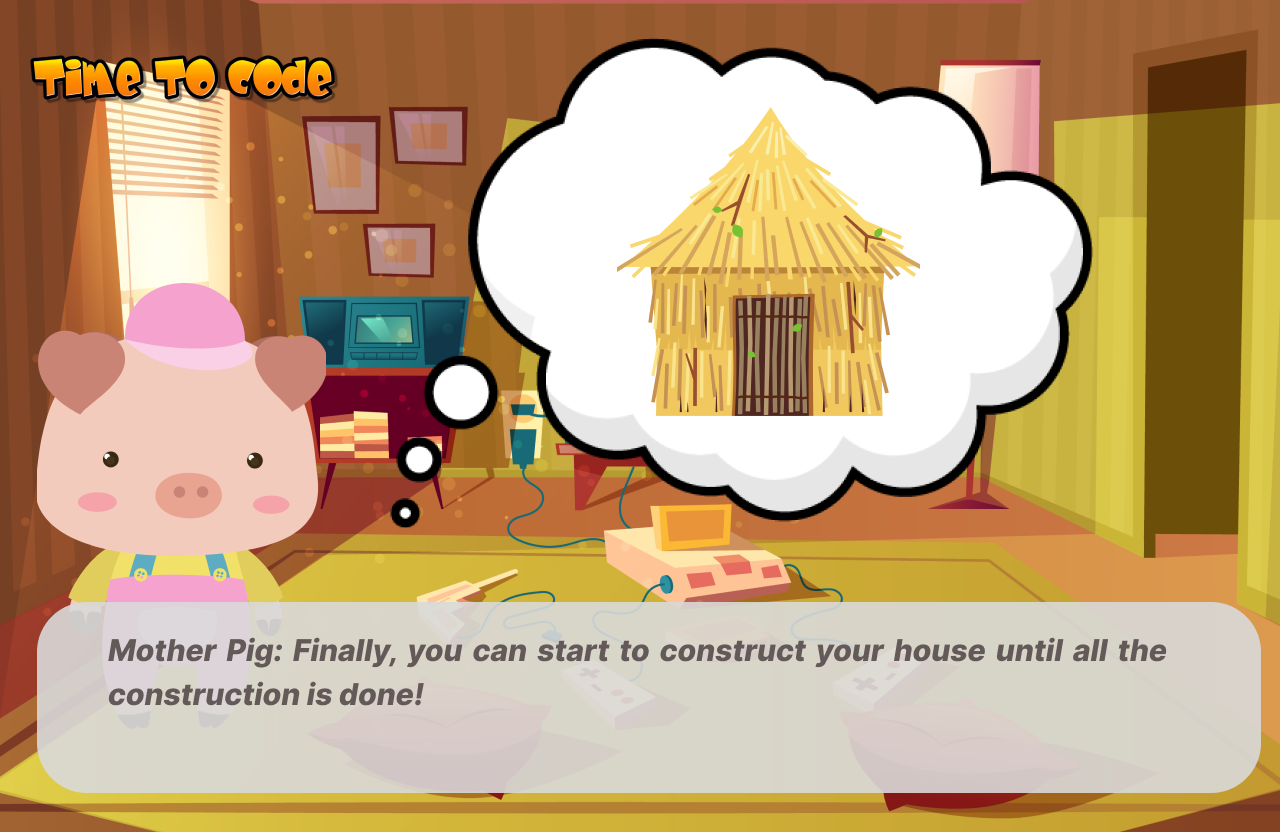 Time To Code
Mother Pig: Finally, you can start to construct your house until all the
construction is done!